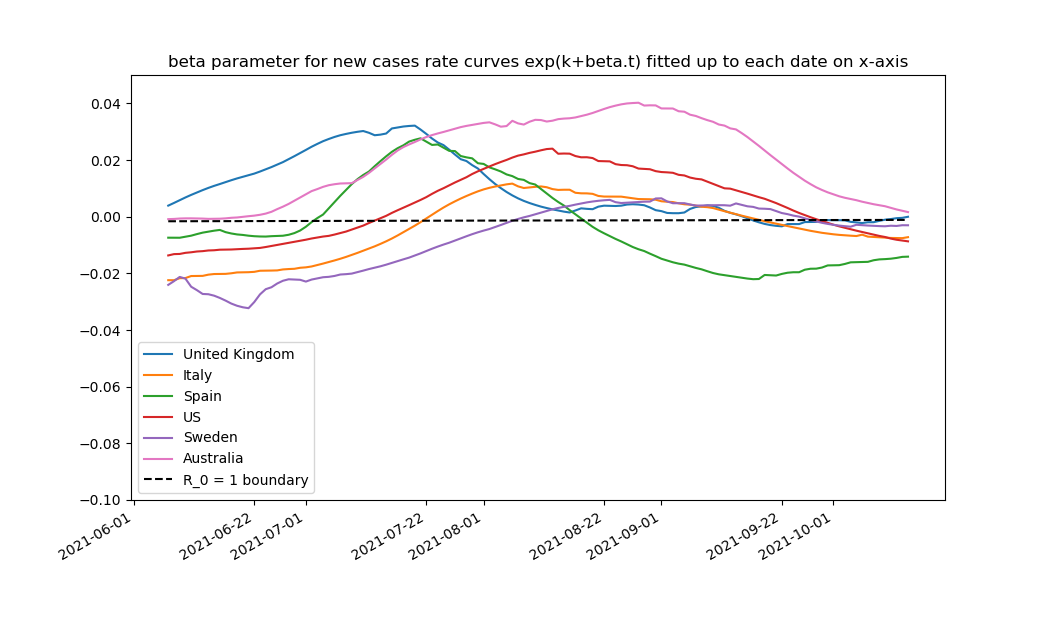 beta parameter for new cases rate curves exp(k+beta.t) fitted up to each date on x-axis
0.04
0.02
0.00
−0.02
−0.04
−0.06
−0.08
−0.10
United Kingdom
Italy
Spain
US
Sweden
Australia
R_0 = 1 boundary
2021-06-01
2021-06-22
2021-07-01
2021-07-22
2021-08-01
2021-08-22
2021-09-01
2021-09-22
2021-10-01